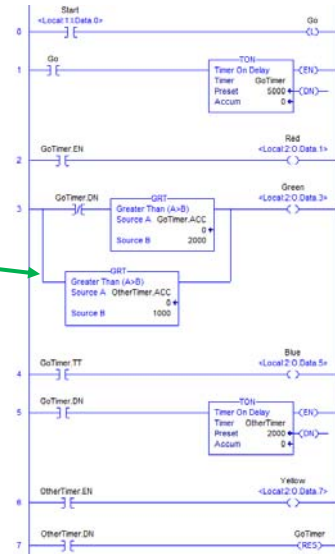 Start
<Local:1:I.Data.0>
Go
0
(L)
Go
1
TON
Timer On Delay
(EN)
Timer GoTimer
Preset 5000
(DN)
Accum 0
GoTimer.EN
Red
<Local:2:O.Data.1>
2
GoTimer.DN
GRT
Greater Than (A>B)
Source A GoTimer.ACC
0
Source B 2000
Green
<Local:2:O.Data.3>
3
GRT
Greater Than (A>B)
Source A OtherTimer.ACC
0
Source B 1000
GoTimer.TT
Blue
<Local:2:O.Data.5>
4
GoTimer.DN
5
TON
Timer On Delay
(EN)
Timer OtherTimer
Preset 2000
(DN)
Accum 0
OtherTimer.EN
Yellow
<Local:2:O.Data.7>
6
OtherTimer.DN
GoTimer
7
(RES)